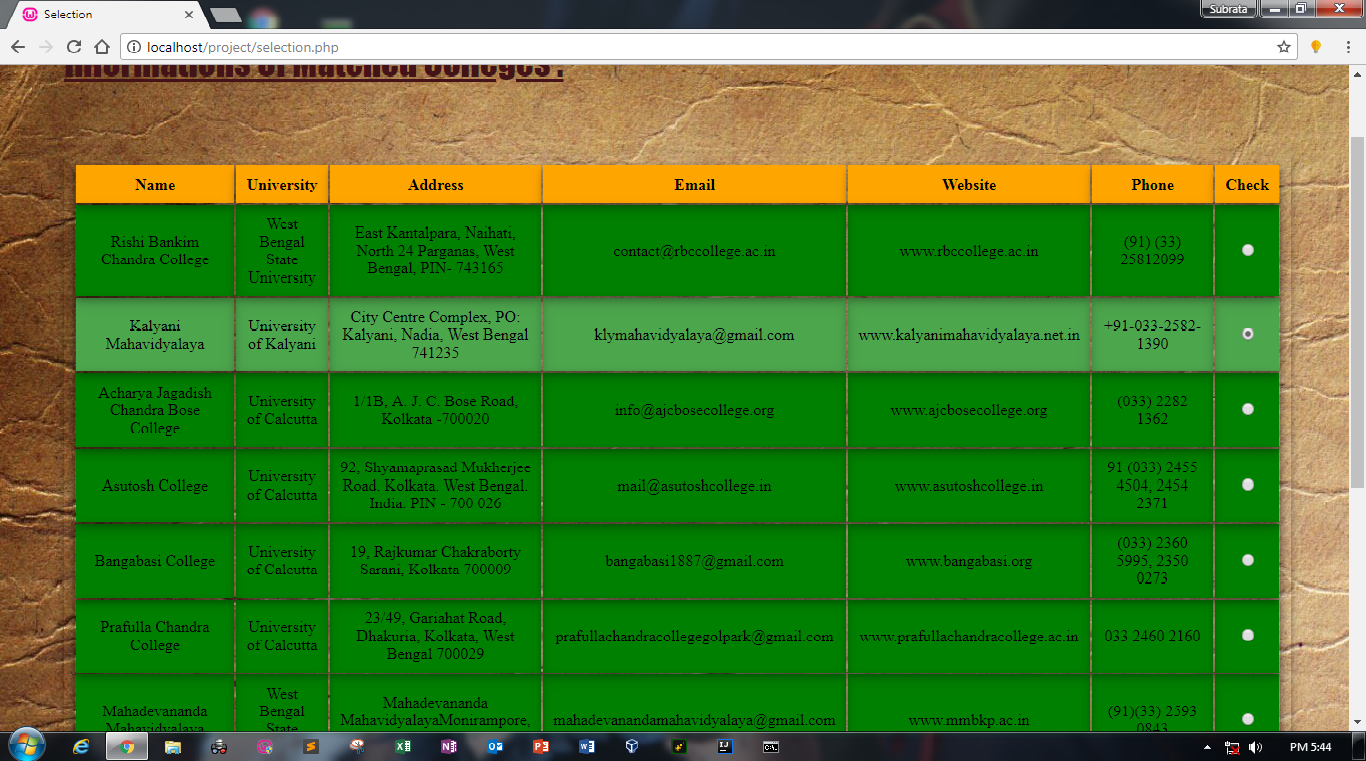 Selection
Subrata
localhost/project/selection.php
Informations of Matched Colleges :
Name
University
Address
Email
Website
Phone
Check
Rishi Bankim
Chandra College
West
Bengal
State
University
East Kantalpara, Naihati,
North 24 Parganas, West
Bengal, PIN- 743165
contact@rbccollege.ac.in
www.rbccollege.ac.in
(91) (33)
25812099
Kalyani
Mahavidyalaya
University
of Kalyani
City Centre Complex, PO:
Kalyani, Nadia, West Bengal
741235
klymahavidyalaya@gmail.com
www.kalyanimahavidyalaya.net.in
+91-033-2582-
1390
Acharya Jagadish
Chandra Bose
College
University
of Calcutta
1/1B, A. J. C. Bose Road,
Kolkata -700020
info@ajcbosecollege.org
www.ajcbosecollege.org
(033) 2282
1362
Asutosh College
University
of Calcutta
92, Shyamaprasad Mukherjee
Road. Kolkata. West Bengal.
India. PIN - 700 026
mail@asutoshcollege.in
www.asutoshcollege.in
91 (033) 2455
4504, 2454
2371
Bangabasi College
University
of Calcutta
19, Rajkumar Chakraborty
Sarani, Kolkata 700009
bangabasi1887@gmail.com
www.bangabasi.org
(033) 2360
5995, 2350
0273
Prafulla Chandra
College
University
of Calcutta
23/49, Gariahat Road,
Dhakuria, Kolkata, West
Bengal 700029
prafullachandracollegegolpark@gmail.com
www.prafullachandracollege.ac.in
033 2460 2160
Mahadevananda
Mahavidyalaya
West
Bengal
State
Mahadevananda
MahavidyalayaMonirampore,
mahadevanandamahavidyalaya@gmail.com
www.mmbkp.ac.in
(91)(33) 2593
0843
PM 5:44